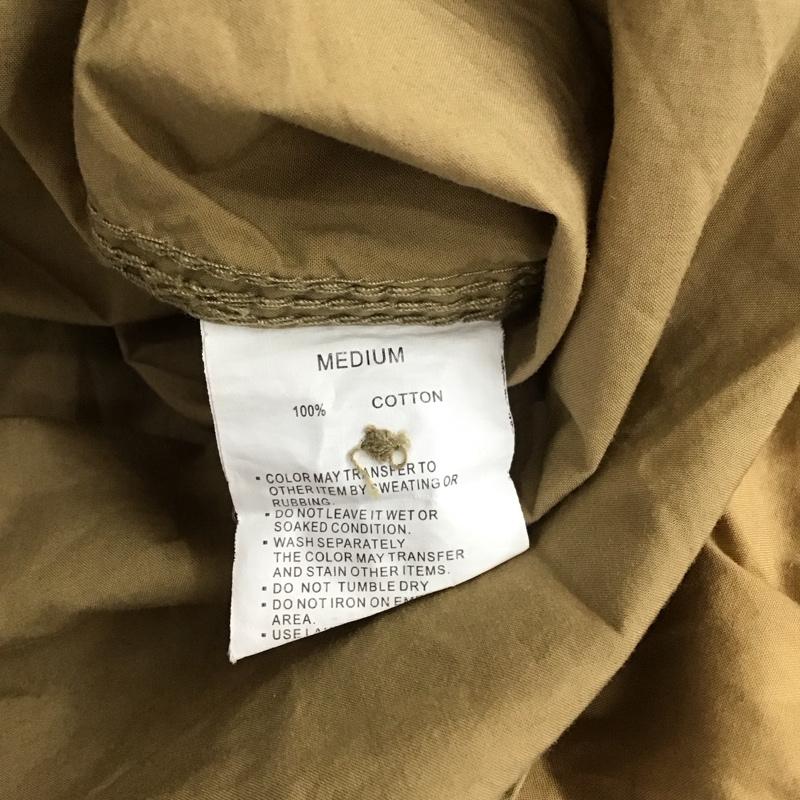 MEDIUM
100% COTTON
▪ COLOR MAY TRANSFER TO
OTHER ITEM BY SWEATING OR
RUBBING.
▪ DO NOT LEAVE IT WET OR
SOAKED CONDITION.
▪ WASH SEPARATELY
THE COLOR MAY TRANSFER
AND STAIN OTHER ITEMS.
▪ DO NOT TUMBLE DRY
▪ DO NOT IRON ON
AREA.
▪ USE